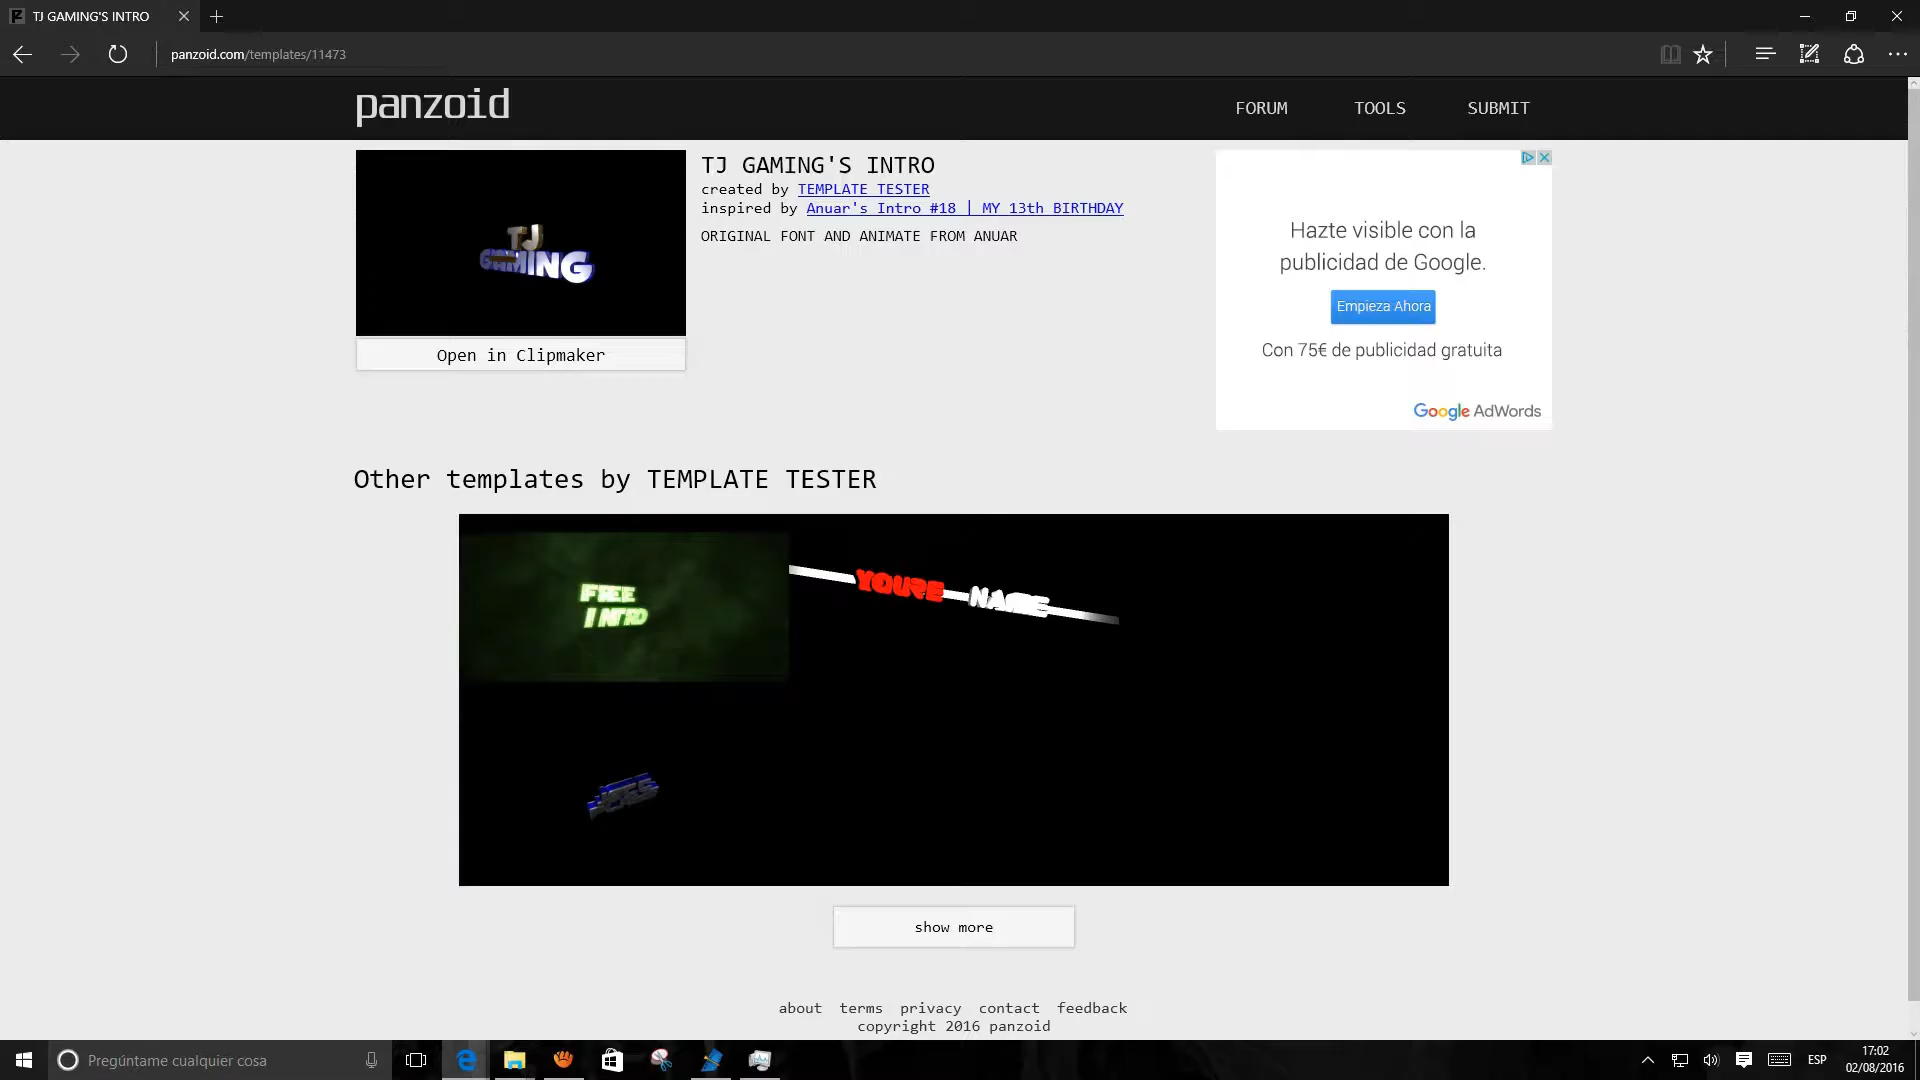 TJ GAMING'S INTRO
panzoid.com/templates/11473
panzoid
FORUM
TOOLS
SUBMIT
TJ
GAMING
Open in Clipmaker
TJ GAMING'S INTRO
created by TEMPLATE TESTER
inspired by Anuar's Intro #18 | MY 13th BIRTHDAY
ORIGINAL FONT AND ANIMATE FROM ANUAR
Hazte visible con la
publicidad de Google.
Empieza Ahora
Con 75€ de publicidad gratuita
Google AdWords
Other templates by TEMPLATE TESTER
FREE
INTRO
YOURE NAME
show more
about terms privacy contact feedback
copyright 2016 panzoid
Pregúntame cualquier cosa
ESP
17:02
02/08/2016